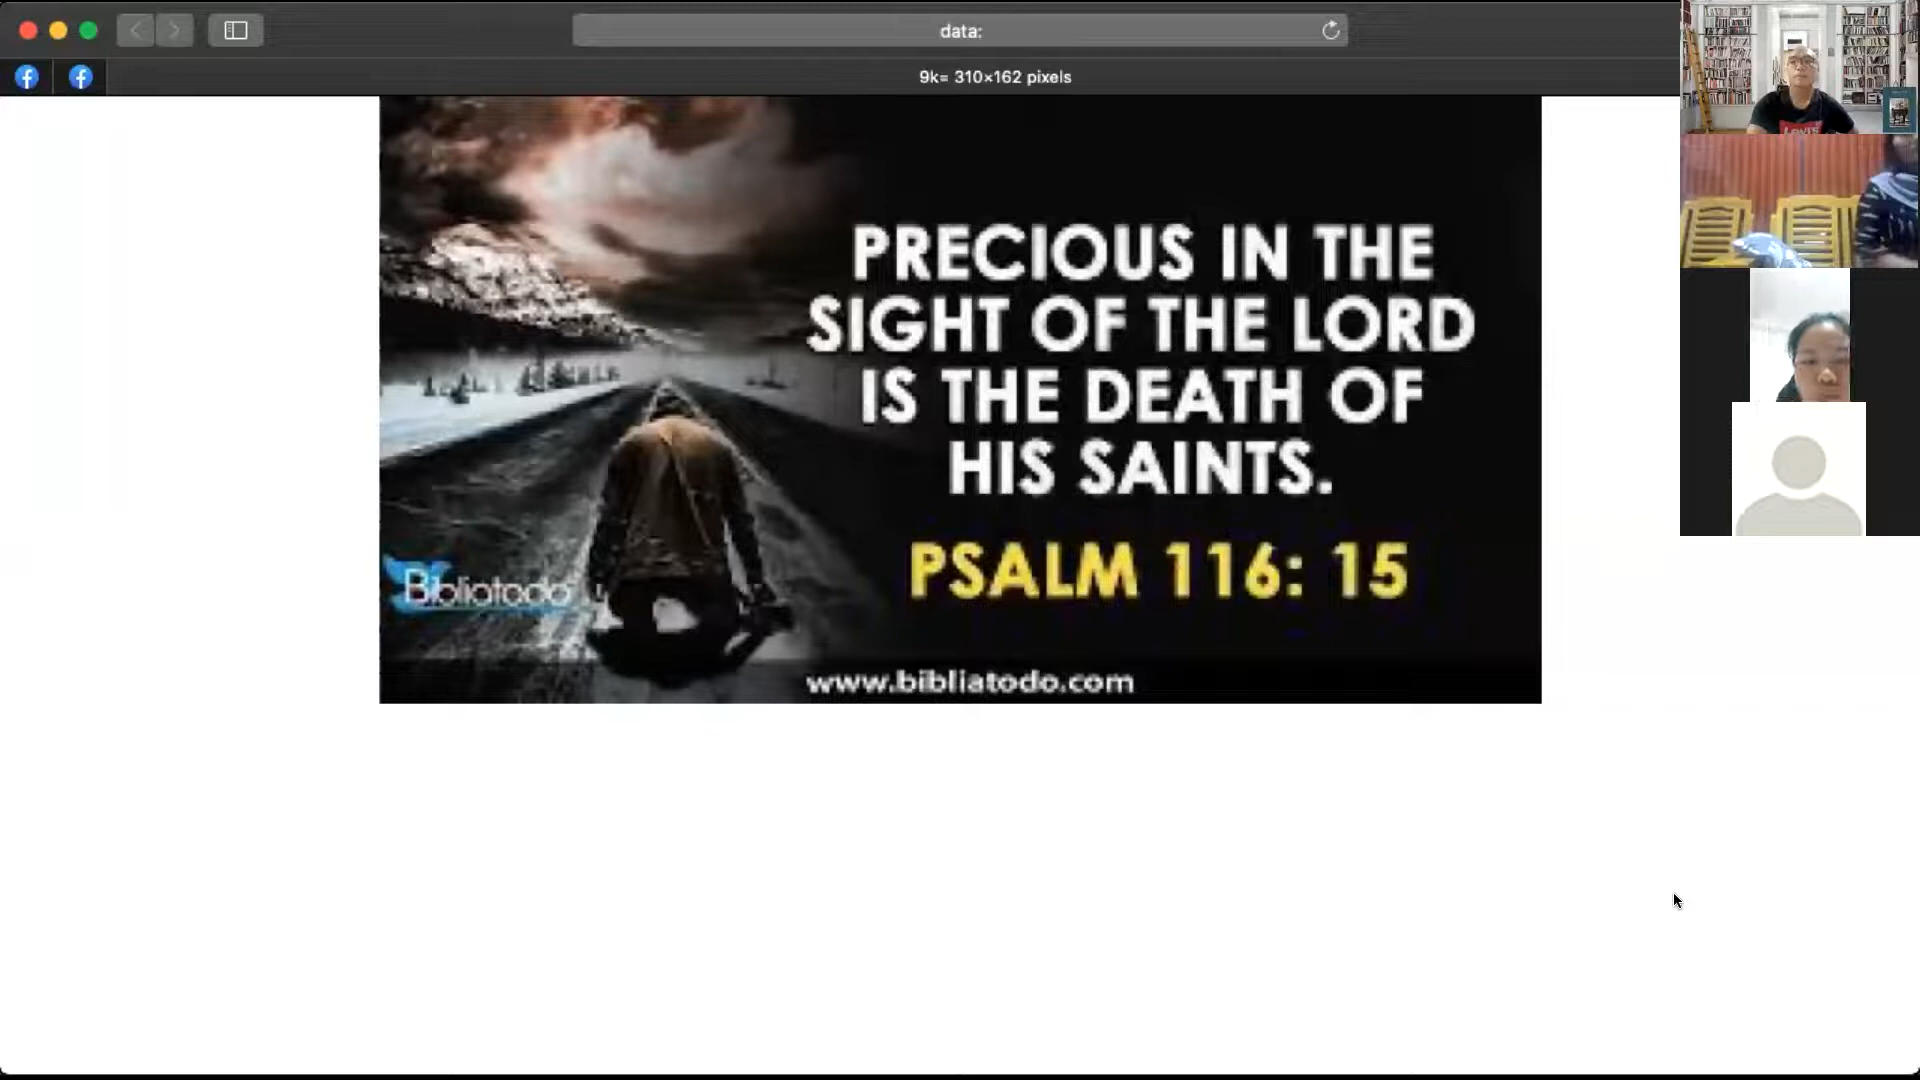 data:
9k= 310×162 pixels
PRECIOUS IN THE
SIGHT OF THE LORD
IS THE DEATH OF
HIS SAINTS.
PSALM 116: 15
Bibliatodo
www.bibliatodo.com
Levi's